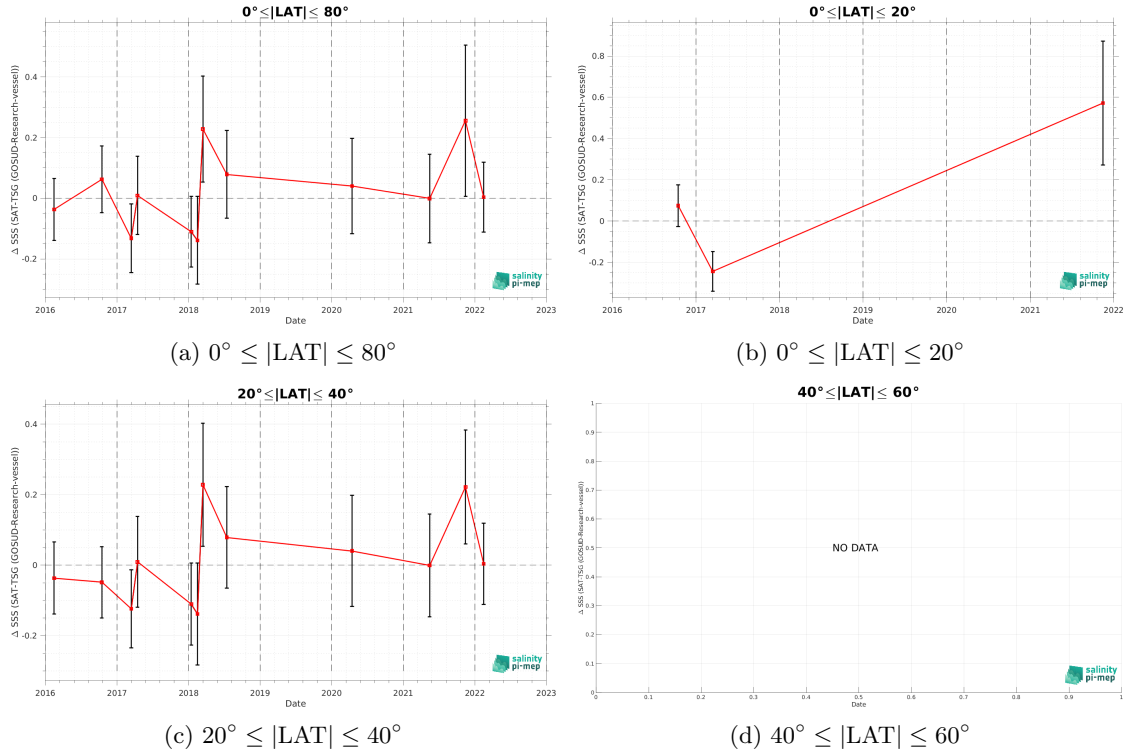 0°≤|LAT|≤ 80°
Δ SSS (SAT-TSG (GOSUD-Research-vessel))
0.4
0.2
0
-0.2
2016 2017 2018 2019 2020 2021 2022 2023
Date
salinity
pi-mep
(a) 0° ≤ |LAT| ≤ 80°
0°≤|LAT|≤ 20°
Δ SSS (SAT-TSG (GOSUD-Research-vessel))
0.8
0.6
0.4
0.2
0
-0.2
2016 2017 2018 2019 2020 2021 2022
Date
salinity
pi-mep
(b) 0° ≤ |LAT| ≤ 20°
20°≤|LAT|≤ 40°
Δ SSS (SAT-TSG (GOSUD-Research-vessel))
0.4
0.2
0
-0.2
2016 2017 2018 2019 2020 2021 2022 2023
Date
salinity
pi-mep
(c) 20° ≤ |LAT| ≤ 40°
40°≤|LAT|≤ 60°
Δ SSS (SAT-TSG (GOSUD-Research-vessel))
1
0.9
0.8
0.7
0.6
0.5
0.4
0.3
0.2
0.1
0
NO DATA
0 0.1 0.2 0.3 0.4 0.5 0.6 0.7 0.8 0.9 1
Date
salinity
pi-mep
(d) 40° ≤ |LAT| ≤ 60°